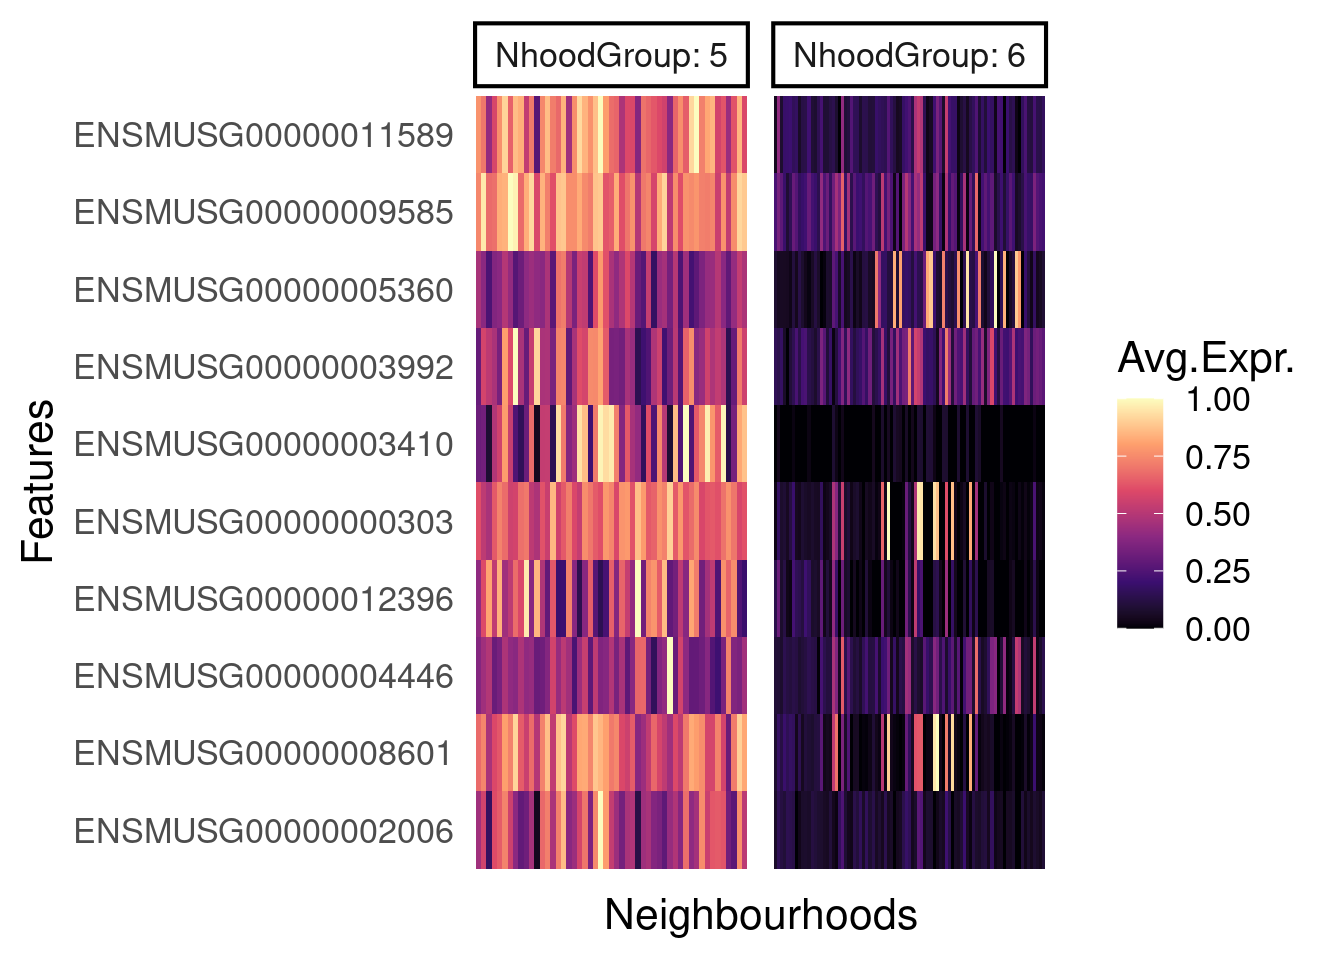 NhoodGroup: 5
NhoodGroup: 6
ENSMUSG00000011589
ENSMUSG00000009585
ENSMUSG00000005360
ENSMUSG00000003992
ENSMUSG00000003410
ENSMUSG00000000303
ENSMUSG00000012396
ENSMUSG00000004446
ENSMUSG00000008601
ENSMUSG00000002006
Features
Neighbourhoods
Avg.Expr.
1.00
0.75
0.50
0.25
0.00